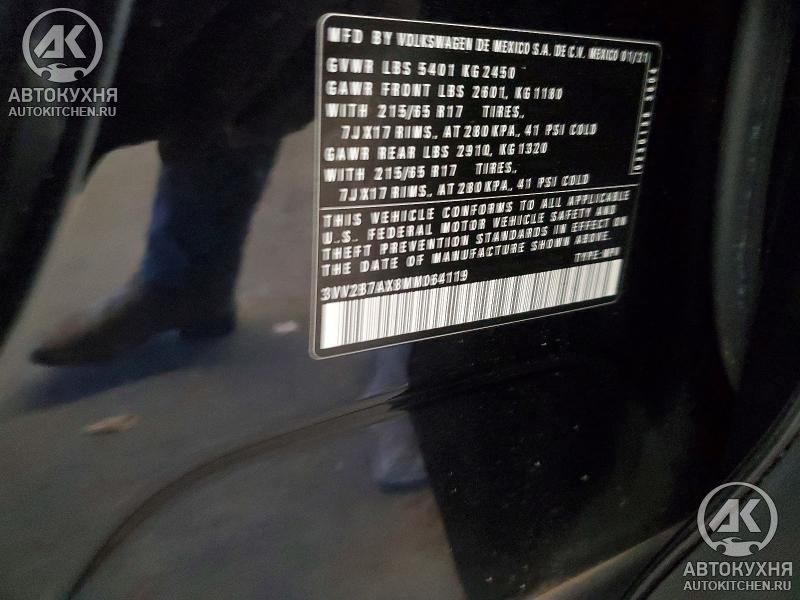 АК
АВТОКУХНЯ
AUTOKITCHEN.RU
MFD BY VOLKSWAGEN DE MEXICO S.A. DE C.V. MEXICO 01/21
GVWR LBS 5401 KG 2450
GAWR FRONT LBS 2601, KG 1180
WITH 215/65 R17 TIRES,
7JX17 RIMS, AT 280 KPA, 41 PSI COLD
GAWR REAR LBS 2910, KG 1320
WITH 215/65 R17 TIRES,
7JX17 RIMS, AT 280 KPA, 41 PSI COLD
THIS VEHICLE CONFORMS TO ALL APPLICABLE
U.S. FEDERAL MOTOR VEHICLE SAFETY AND
THEFT PREVENTION STANDARDS IN EFFECT ON
THE DATE OF MANUFACTURE SHOWN ABOVE.
TYPE: MPV
3VV2B7AX8MM064119
АК
АВТОКУХНЯ
AUTOKITCHEN.RU